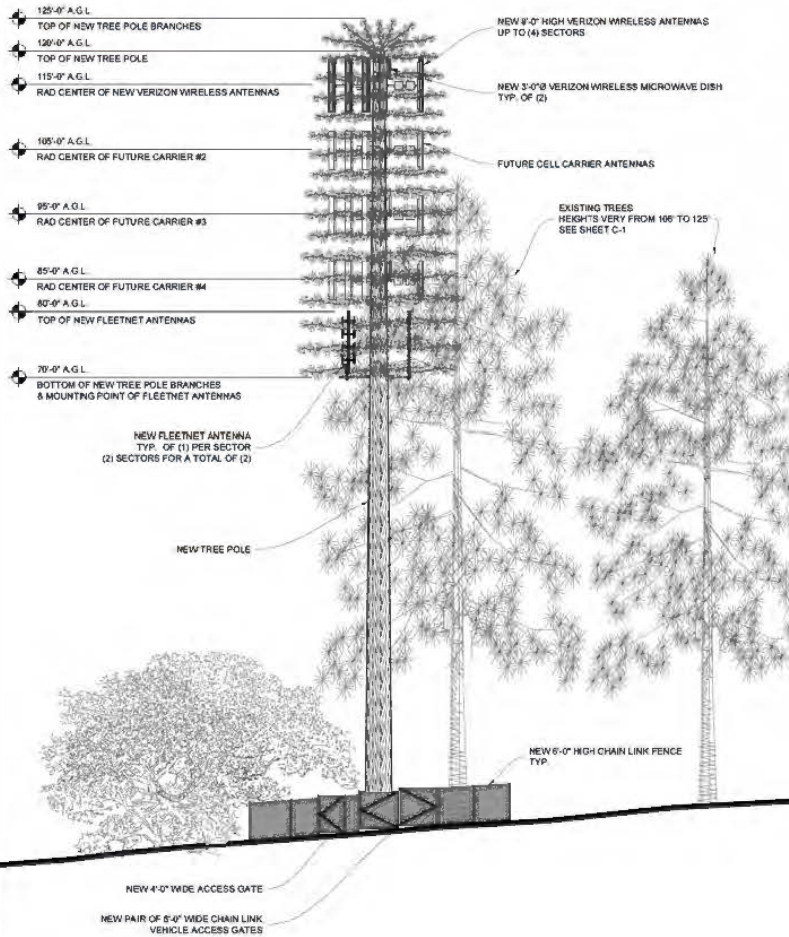 125'-0" A.G.L.
TOP OF NEW TREE POLE BRANCHES
120'-0" A.G.L.
TOP OF NEW TREE POLE
115'-0" A.G.L.
RAD CENTER OF NEW VERIZON WIRELESS ANTENNAS
105'-0" A.G.L.
RAD CENTER OF FUTURE CARRIER #2
95'-0" A.G.L.
RAD CENTER OF FUTURE CARRIER #3
85'-0" A.G.L.
RAD CENTER OF FUTURE CARRIER #4
80'-0" A.G.L.
TOP OF NEW FLEETNET ANTENNAS
70'-0" A.G.L.
BOTTOM OF NEW TREE POLE BRANCHES
& MOUNTING POINT OF FLEETNET ANTENNAS
NEW FLEETNET ANTENNA
TYP. OF (1) PER SECTOR
(2) SECTORS FOR A TOTAL OF (2)
NEW TREE POLE
NEW 8'-0" HIGH VERIZON WIRELESS ANTENNAS
UP TO (4) SECTORS
NEW 3'-0"Ø VERIZON WIRELESS MICROWAVE DISH
TYP. OF (2)
FUTURE CELL CARRIER ANTENNAS
EXISTING TREES
HEIGHTS VERY FROM 106' TO 125'
SEE SHEET C-1
NEW 6'-0" HIGH CHAIN LINK FENCE
TYP.
NEW 4'-0" WIDE ACCESS GATE
NEW PAIR OF 6'-0" WIDE CHAIN LINK
VEHICLE ACCESS GATES